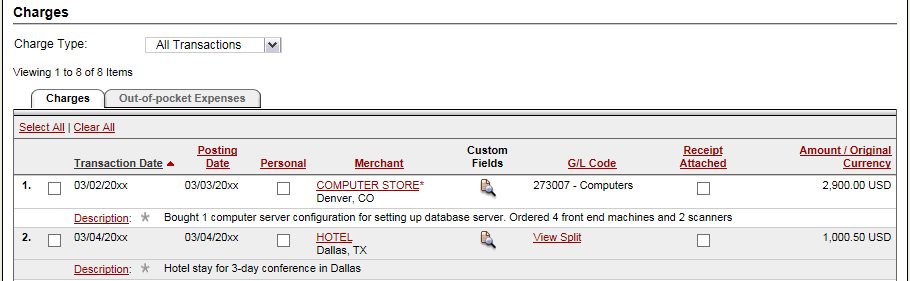 Charges
Charge Type: All Transactions
Viewing 1 to 8 of 8 Items
Charges Out-of-pocket Expenses
Select All | Clear All
Transaction Date Posting Date Personal Merchant Custom Fields G/L Code Receipt Attached Amount / Original Currency
1. 03/02/20xx 03/03/20xx COMPUTER STORE* 273007 - Computers 2,900.00 USD
Denver, CO
Description: * Bought 1 computer server configuration for setting up database server. Ordered 4 front end machines and 2 scanners
2. 03/04/20xx 03/04/20xx HOTEL View Split 1,000.50 USD
Dallas, TX
Description: * Hotel stay for 3-day conference in Dallas